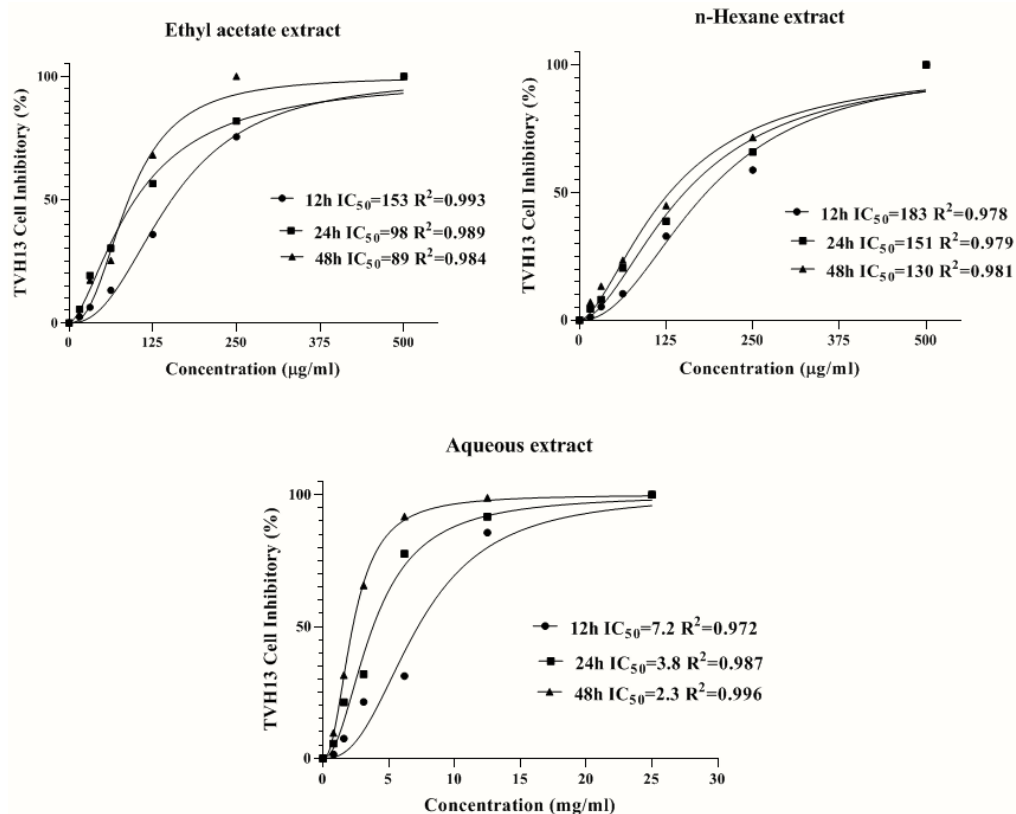 Ethyl acetate extract
TVH13 Cell Inhibitory (%)
100
50
0
12h IC₅₀=153 R²=0.993
24h IC₅₀=98 R²=0.989
48h IC₅₀=89 R²=0.984
0 125 250 375 500
Concentration (μg/ml)
n-Hexane extract
TVH13 Cell Inhibitory (%)
100
50
0
12h IC₅₀=183 R²=0.978
24h IC₅₀=151 R²=0.979
48h IC₅₀=130 R²=0.981
0 125 250 375 500
Concentration (μg/ml)
Aqueous extract
TVH13 Cell Inhibitory (%)
100
50
0
12h IC₅₀=7.2 R²=0.972
24h IC₅₀=3.8 R²=0.987
48h IC₅₀=2.3 R²=0.996
0 5 10 15 20 25 30
Concentration (mg/ml)